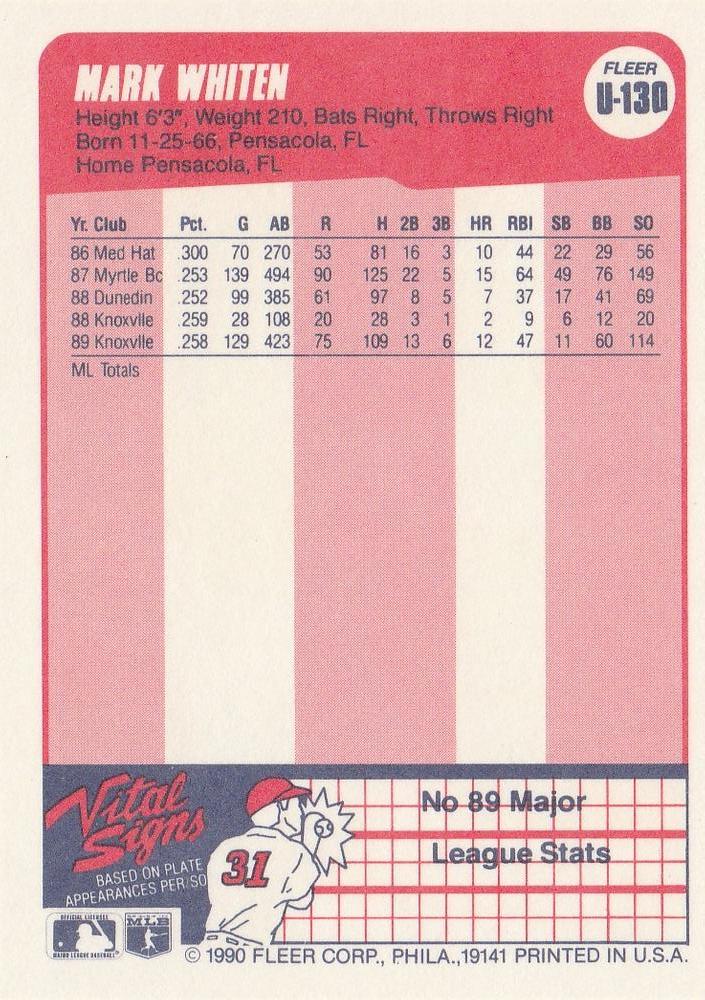 MARK WHITEN
FLEER
U-130
Height 6'3", Weight 210, Bats Right, Throws Right
Born 11-25-66, Pensacola, FL
Home Pensacola, FL
Yr. Club Pct. G AB R H 2B 3B HR RBI SB BB SO
86 Med Hat .300 70 270 53 81 16 3 10 44 22 29 56
87 Myrtle Bc .253 139 494 90 125 22 5 15 64 49 76 149
88 Dunedin .252 99 385 61 97 8 5 7 37 17 41 69
88 Knoxvlle .259 28 108 20 28 3 1 2 9 6 12 20
89 Knoxvlle .258 129 423 75 109 13 6 12 47 11 60 114
ML Totals
Vital
Signs
BASED ON PLATE
APPEARANCES PER/SO
31
No 89 Major
League Stats
OFFICIAL LICENSEE
MAJOR LEAGUE BASEBALL
MLB
© 1990 FLEER CORP., PHILA.,19141 PRINTED IN U.S.A.